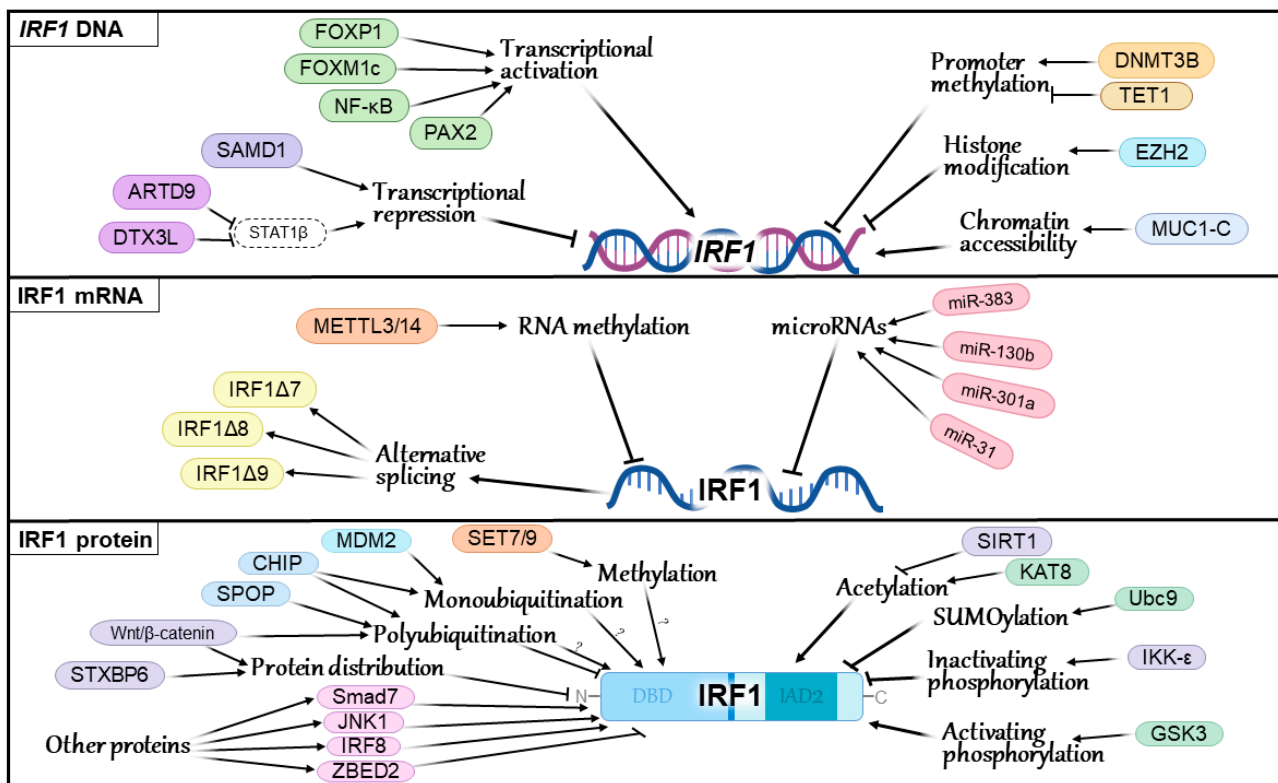 IRF1 DNA
FOXP1
FOXM1c
NF-κB
PAX2
Transcriptional
activation
SAMD1
ARTD9
DTX3L
STAT1β
Transcriptional
repression
Promoter
methylation
DNMT3B
TET1
Histone
modification
EZH2
Chromatin
accessibility
MUC1-C
IRF1
IRF1 mRNA
METTL3/14
RNA methylation
microRNAs
miR-383
miR-130b
miR-301a
miR-31
IRF1Δ7
IRF1Δ8
IRF1Δ9
Alternative
splicing
IRF1
IRF1 protein
MDM2
SET7/9
CHIP
SPOP
Methylation
Monoubiquitination
Polyubiquitination
?
?
?
Wnt/β-catenin
STXBP6
Protein distribution
Other proteins
Smad7
JNK1
IRF8
ZBED2
N
DBD
IRF1
IAD2
C
SIRT1
KAT8
Acetylation
Ubc9
SUMOylation
IKK-ε
Inactivating
phosphorylation
GSK3
Activating
phosphorylation